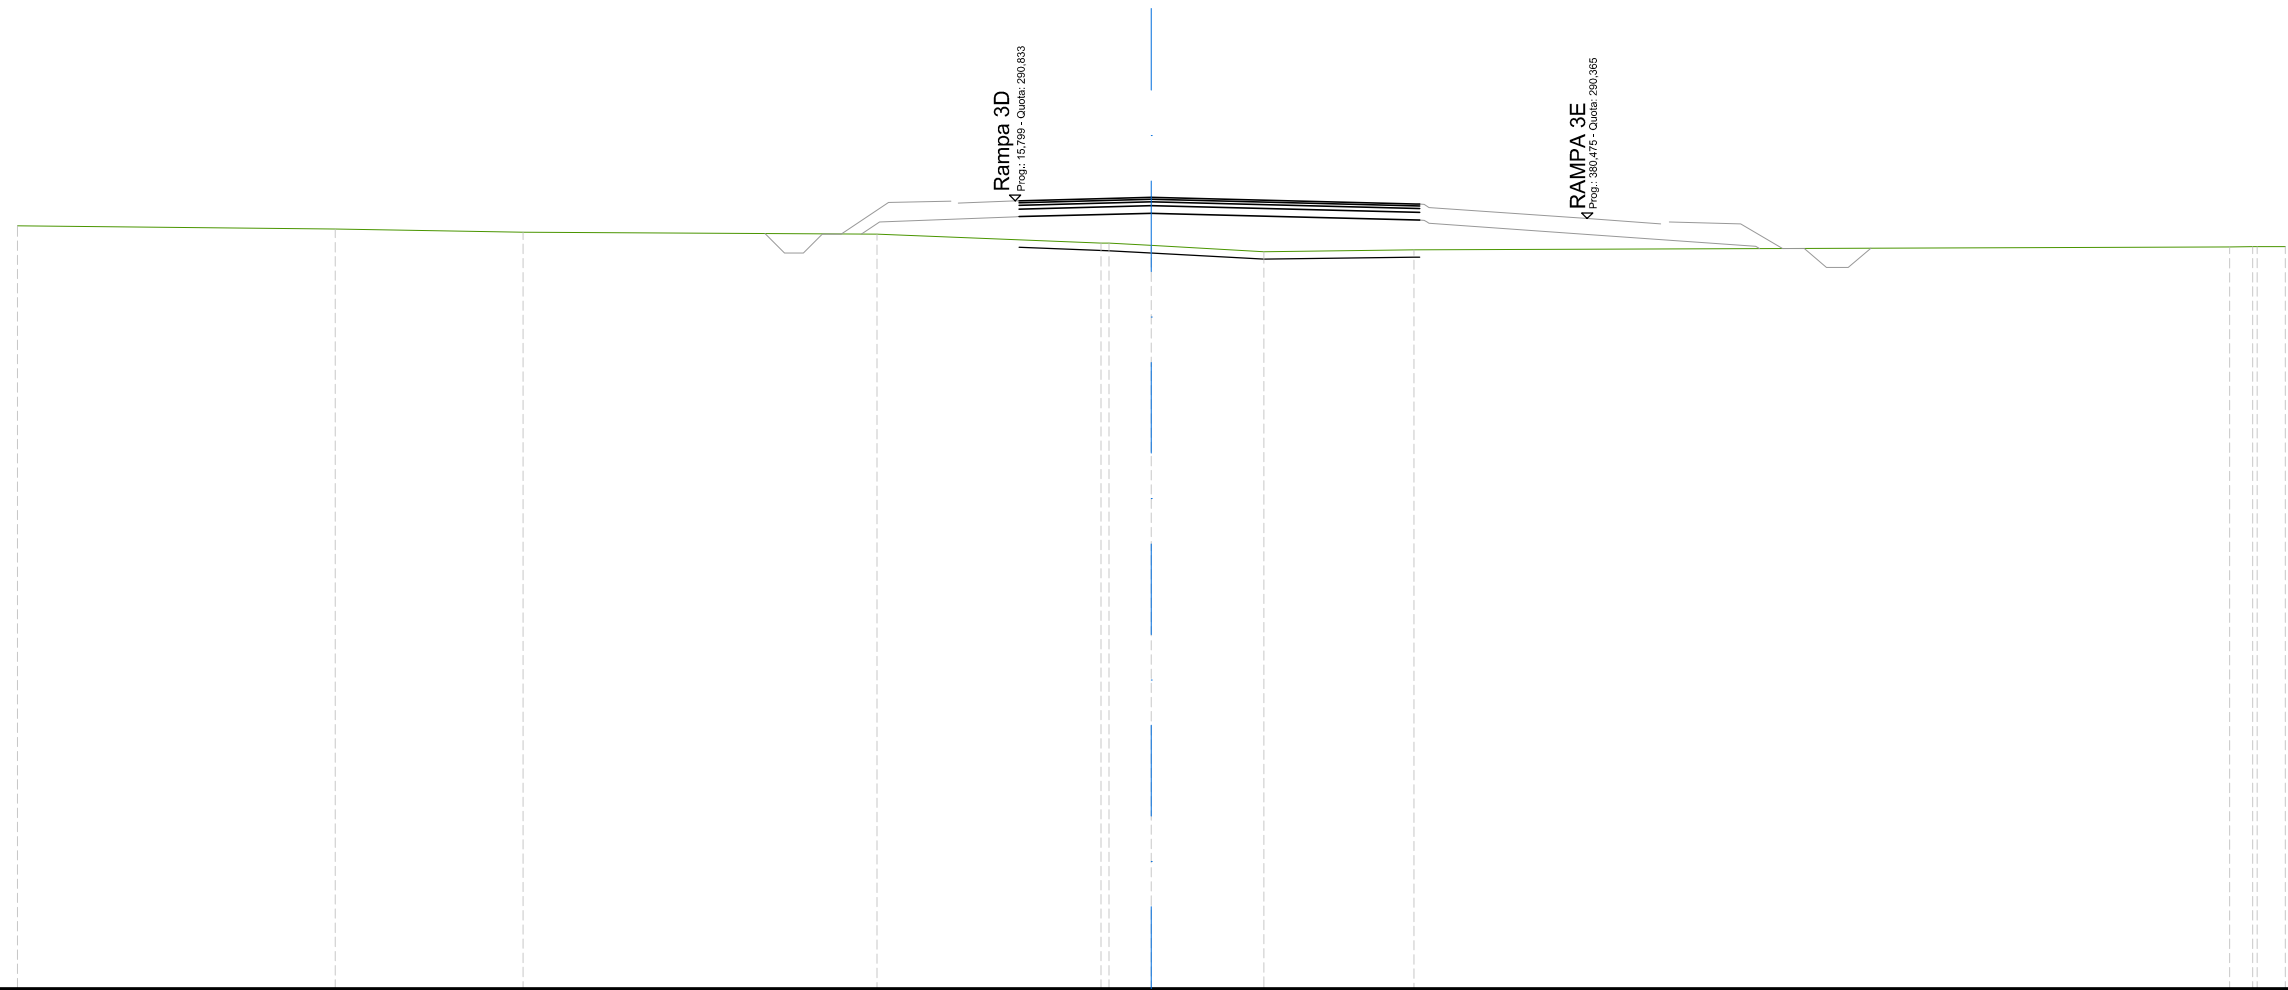 Rampa 3D
Prog.: 15,799 - Quota: 290,833
RAMPA 3E
Prog.: 380,475 - Quota: 290,365